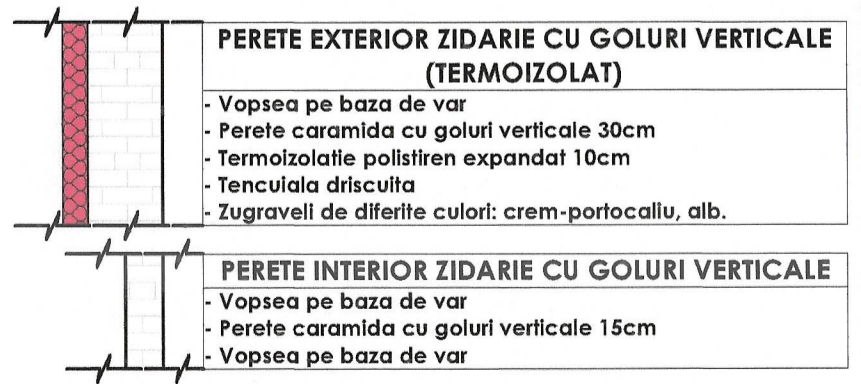 PERETE EXTERIOR ZIDARIE CU GOLURI VERTICALE
(TERMOIZOLAT)
- Vopsea pe baza de var
- Perete caramida cu goluri verticale 30cm
- Termoizolatie polistiren expandat 10cm
- Tencuiala driscuita
- Zugraveli de diferite culori: crem-portocaliu, alb.
PERETE INTERIOR ZIDARIE CU GOLURI VERTICALE
- Vopsea pe baza de var
- Perete caramida cu goluri verticale 15cm
- Vopsea pe baza de var